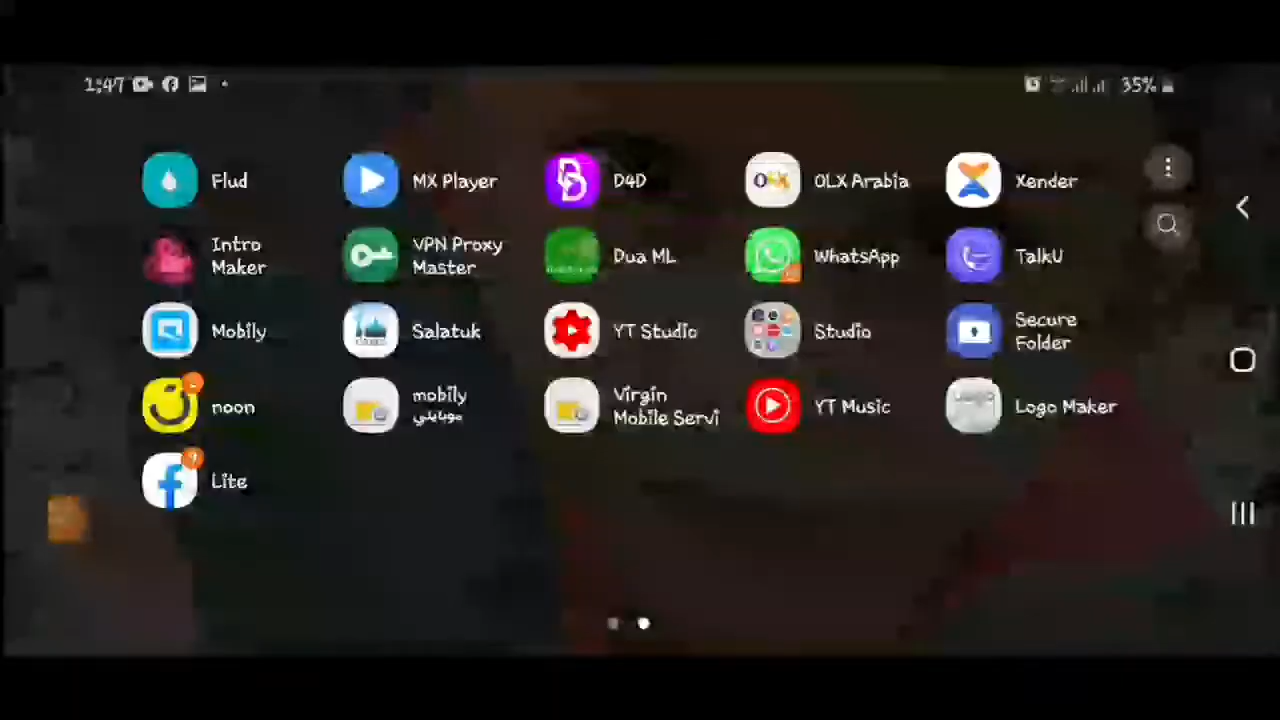 1:47
35%
Flud
MX Player
D4D
OLX Arabia
Xender
Intro
Maker
VPN Proxy
Master
Dua ML
WhatsApp
TalkU
Mobily
Salatuk
YT Studio
Studio
Secure
Folder
noon
mobily
موبايلي
Virgin
Mobile Servi
YT Music
Logo Maker
Lite